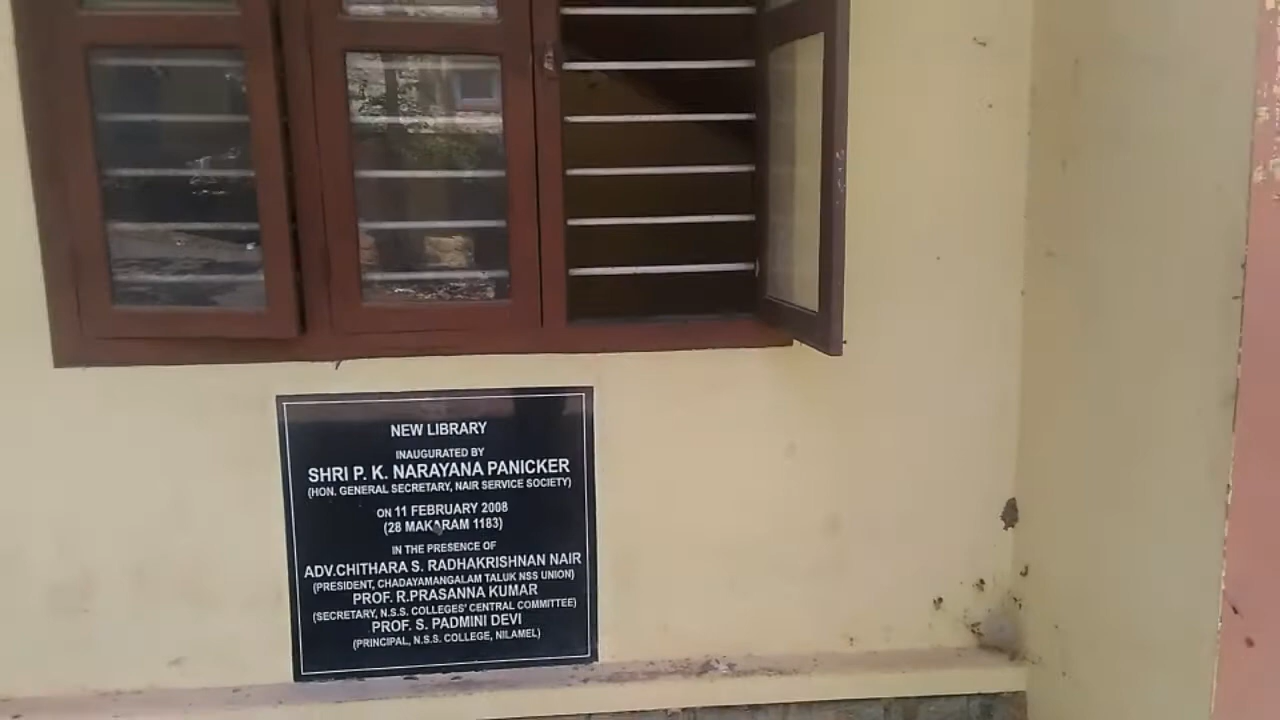 NEW LIBRARY
INAUGURATED BY
SHRI P. K. NARAYANA PANICKER
(HON. GENERAL SECRETARY, NAIR SERVICE SOCIETY)
ON 11 FEBRUARY 2008
(28 MAKARAM 1183)
IN THE PRESENCE OF
ADV.CHITHARA S. RADHAKRISHNAN NAIR
(PRESIDENT, CHADAYAMANGALAM TALUK NSS UNION)
PROF. R.PRASANNA KUMAR
(SECRETARY, N.S.S. COLLEGES' CENTRAL COMMITTEE)
PROF. S. PADMINI DEVI
(PRINCIPAL, N.S.S. COLLEGE, NILAMEL)